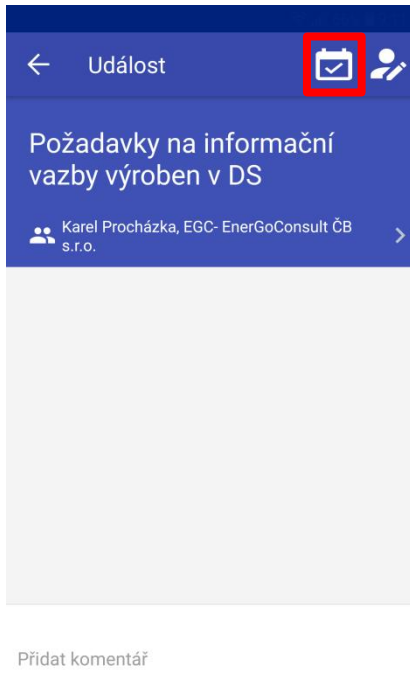 Událost
Požadavky na informační
vazby výroben v DS
Karel Procházka, EGC- EnerGoConsult ČB
s.r.o.
Přidat komentář